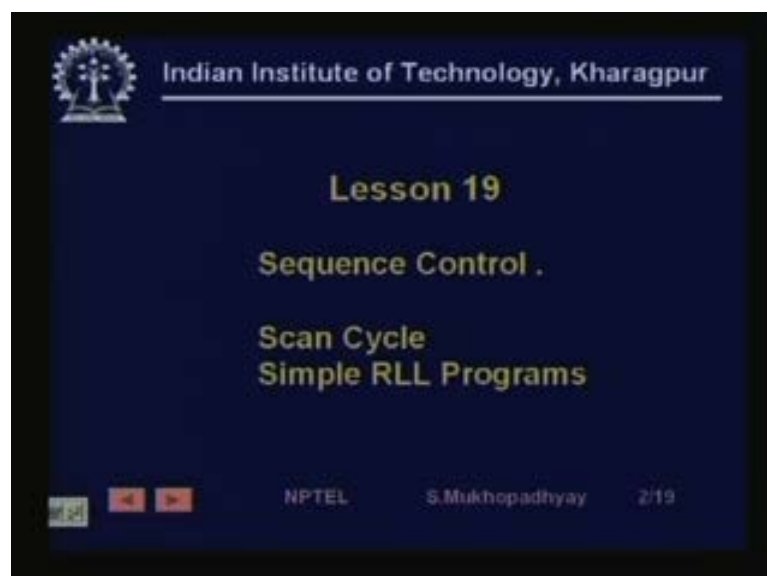 Indian Institute of Technology, Kharagpur
Lesson 19
Sequence Control .
Scan Cycle
Simple RLL Programs
NPTEL S.Mukhopadhyay 2/19